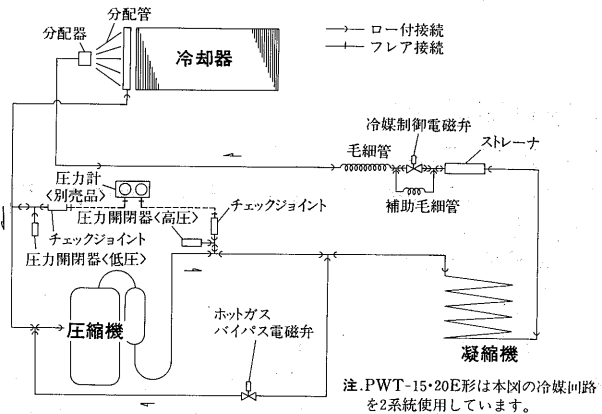 分配管
分配器
冷却器
ロー付接続
フレア接続
冷媒制御電磁弁
毛細管
ストレーナ
補助毛細管
圧力計
〈別売品〉
チェックジョイント
圧力開閉器〈高圧〉
チェックジョイント
圧力開閉器〈低圧〉
圧縮機
ホットガス
バイパス電磁弁
凝縮機
注.PWT-15・20E形は本図の冷媒回路
を2系統使用しています。